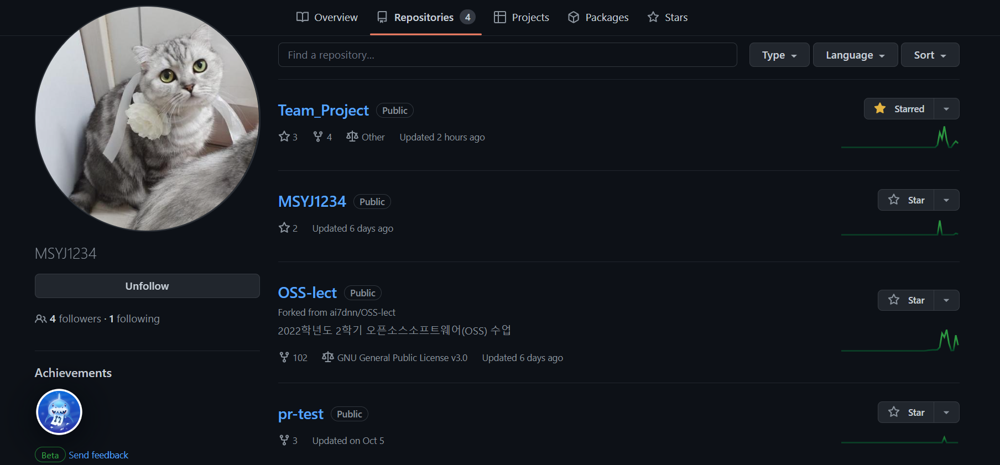 Overview
Repositories 4
Projects
Packages
Stars
Find a repository...
Type
Language
Sort
Team_Project Public
Starred
3 4 Other Updated 2 hours ago
MSYJ1234 Public
Star
2 Updated 6 days ago
OSS-lect Public
Star
Forked from ai7dnn/OSS-lect
2022학년도 2학기 오픈소스소프트웨어(OSS) 수업
102 GNU General Public License v3.0 Updated 6 days ago
pr-test Public
Star
3 Updated on Oct 5
MSYJ1234
Unfollow
4 followers · 1 following
Achievements
Beta Send feedback